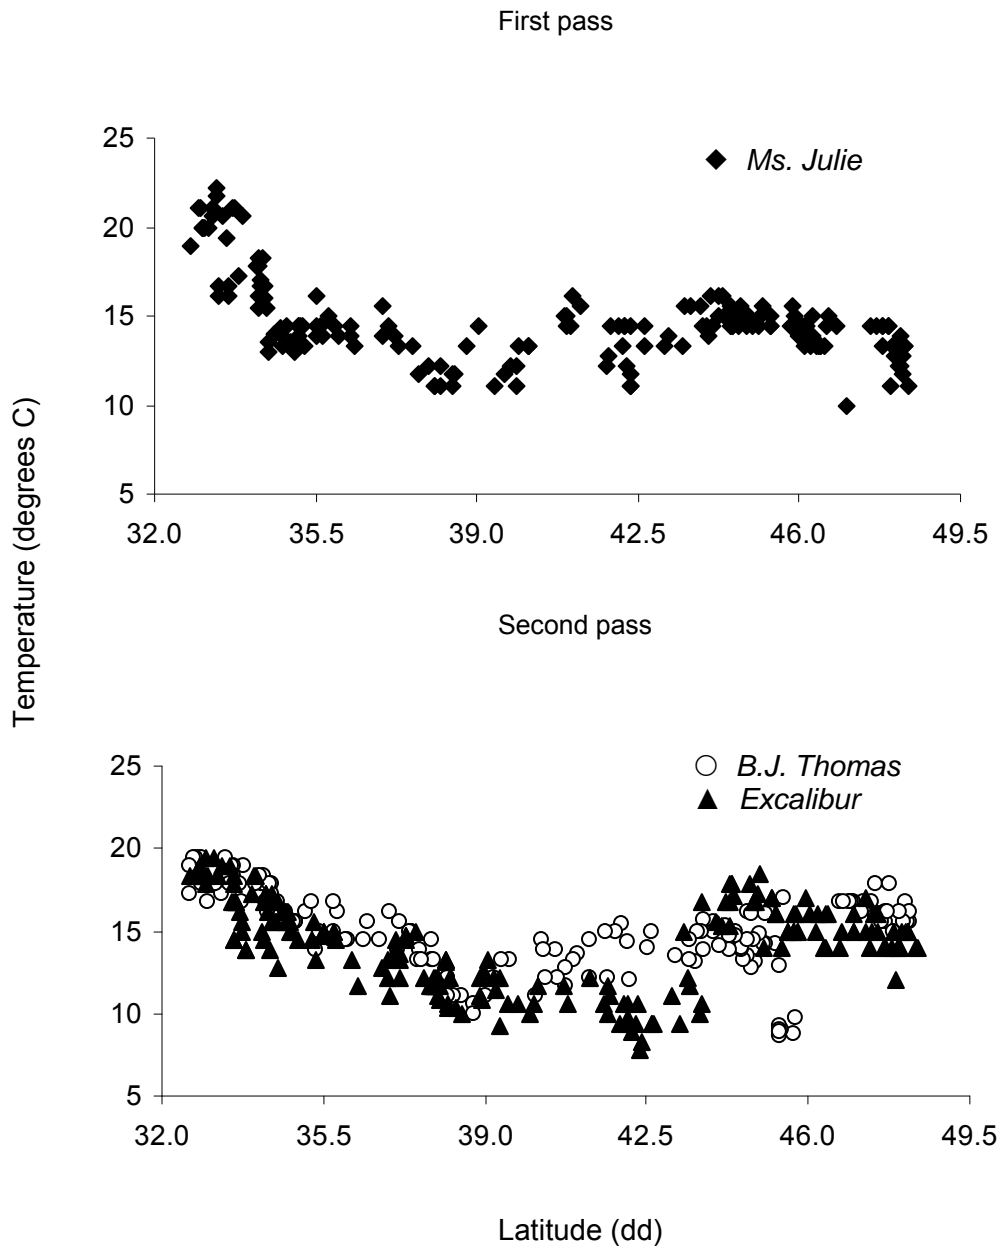 First pass
25
20
15
10
5
Ms. Julie
32.0 35.5 39.0 42.5 46.0 49.5
Temperature (degrees C)
Second pass
25
20
15
10
5
B.J. Thomas
Excalibur
32.0 35.5 39.0 42.5 46.0 49.5
Latitude (dd)